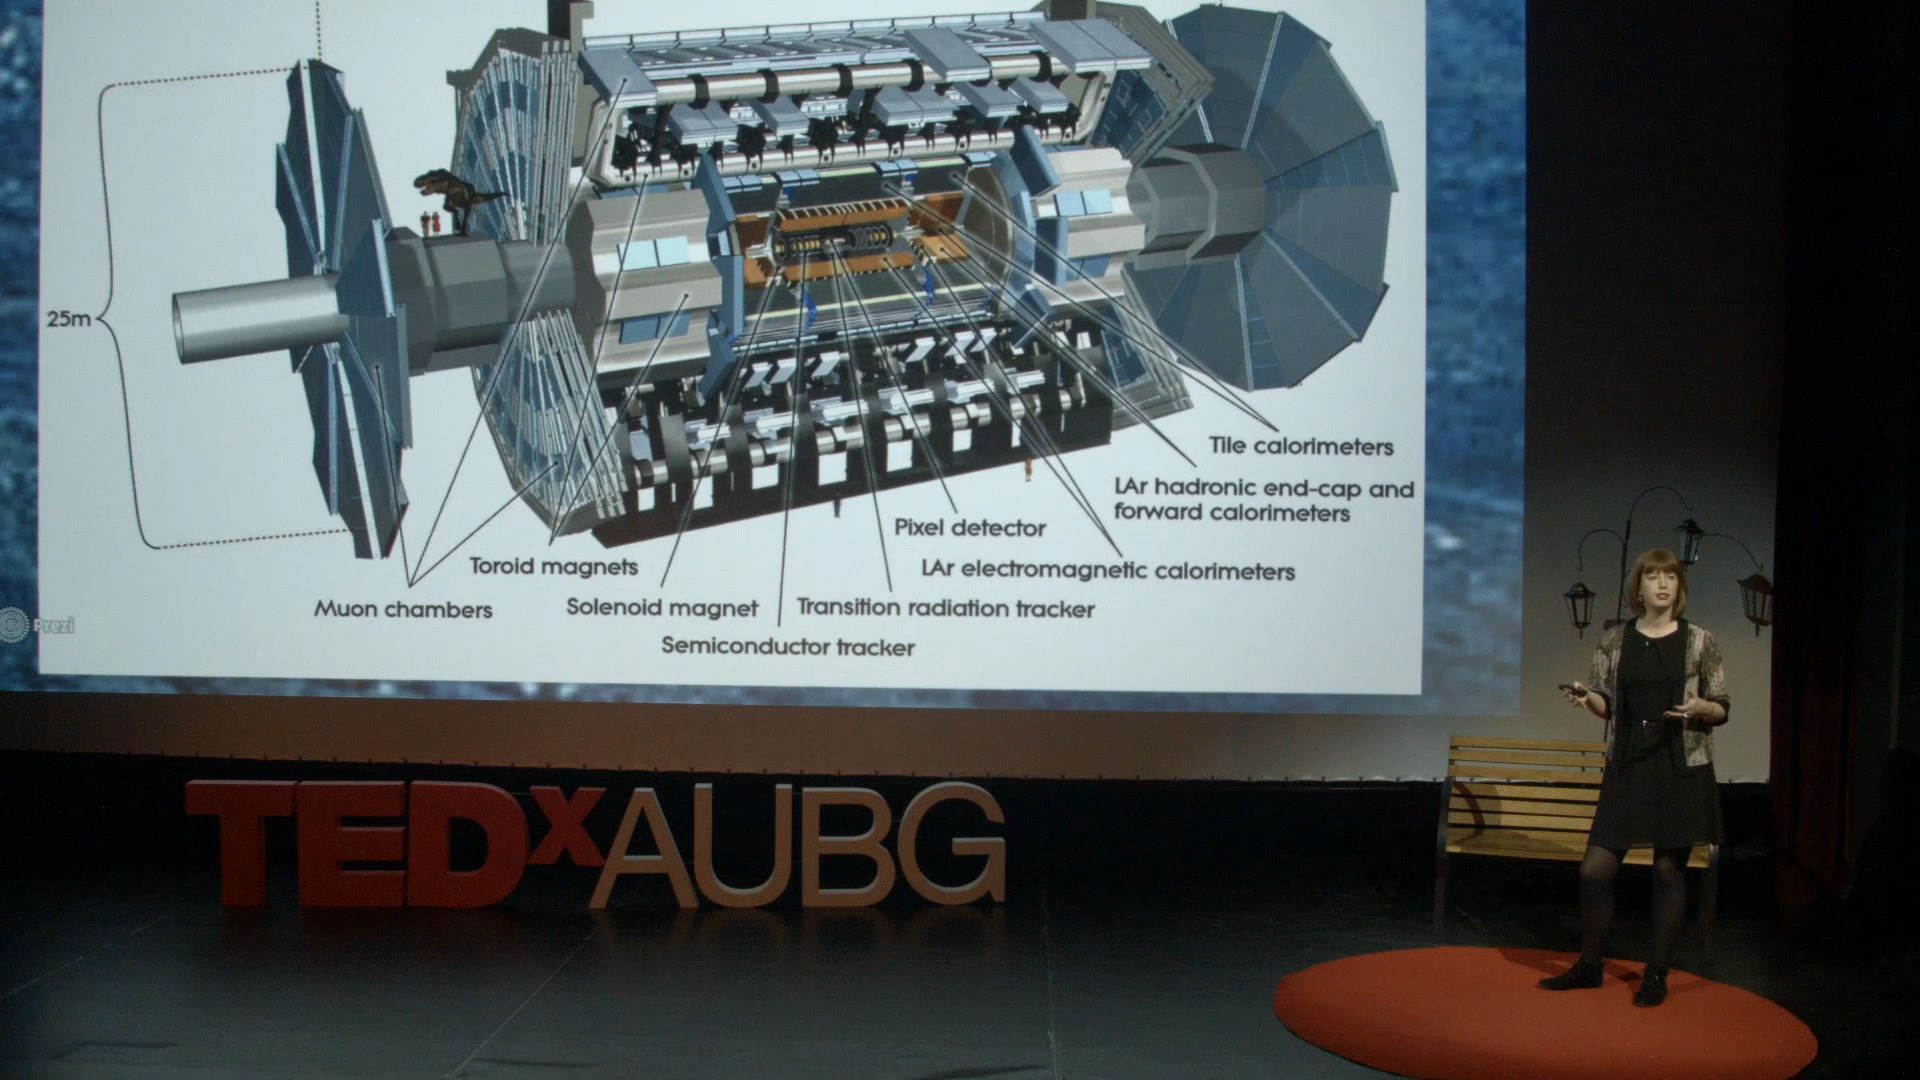 25m
Tile calorimeters
LAr hadronic end-cap and
forward calorimeters
Pixel detector
LAr electromagnetic calorimeters
Toroid magnets
Muon chambers
Solenoid magnet
Transition radiation tracker
Semiconductor tracker
Prezi
TEDxAUBG